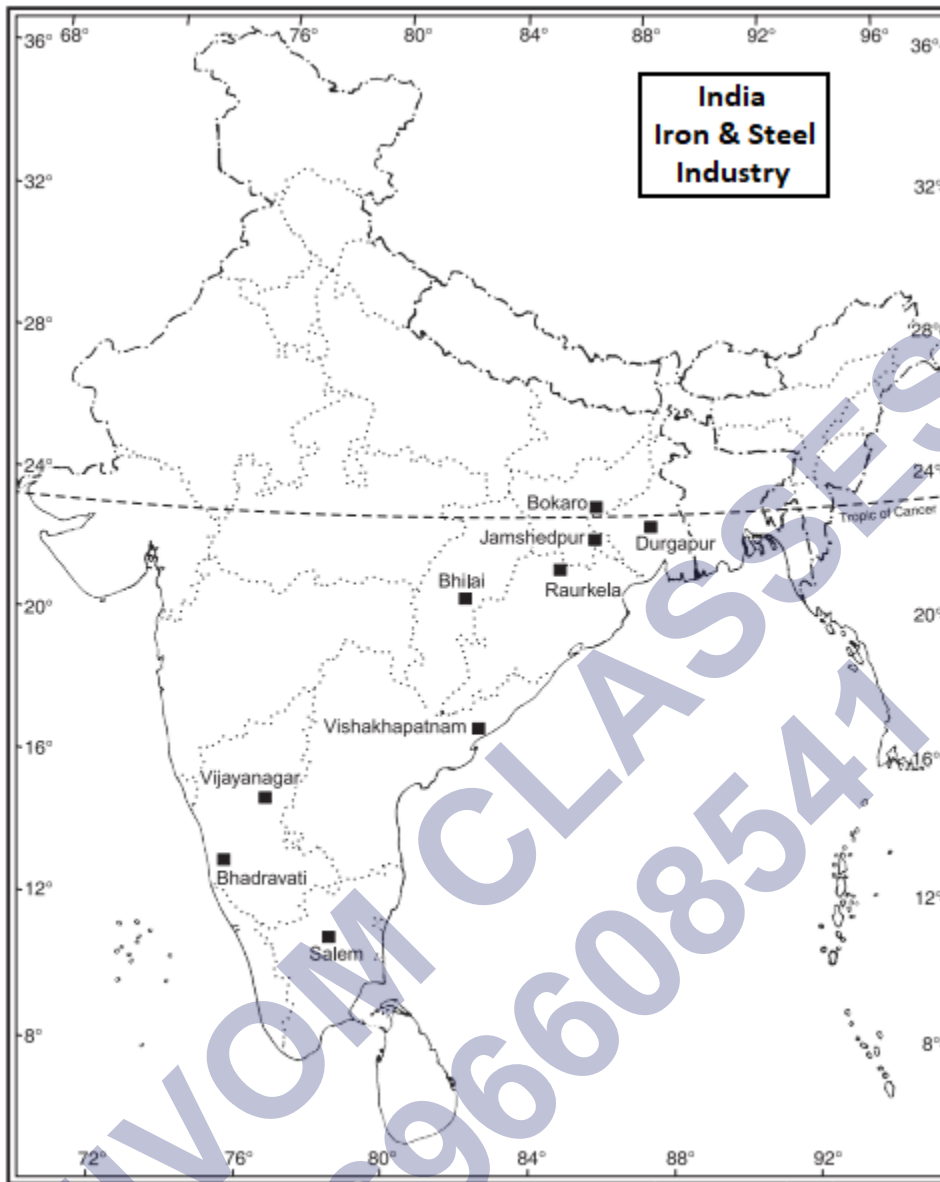 68° 76° 80° 84° 88° 92° 96°
36° 36°
India
Iron & Steel
Industry
32° 32°
28° 28°
24° 24°
Tropic of Cancer
Bokaro
Jamshedpur
Durgapur
Raurkela
Bhilai
20° 20°
Vishakhapatnam
16° 16°
Vijayanagar
Bhadravati
12° 12°
Salem
8° 8°
72° 76° 80° 84° 88° 92°
VOM CLASSES
96608541